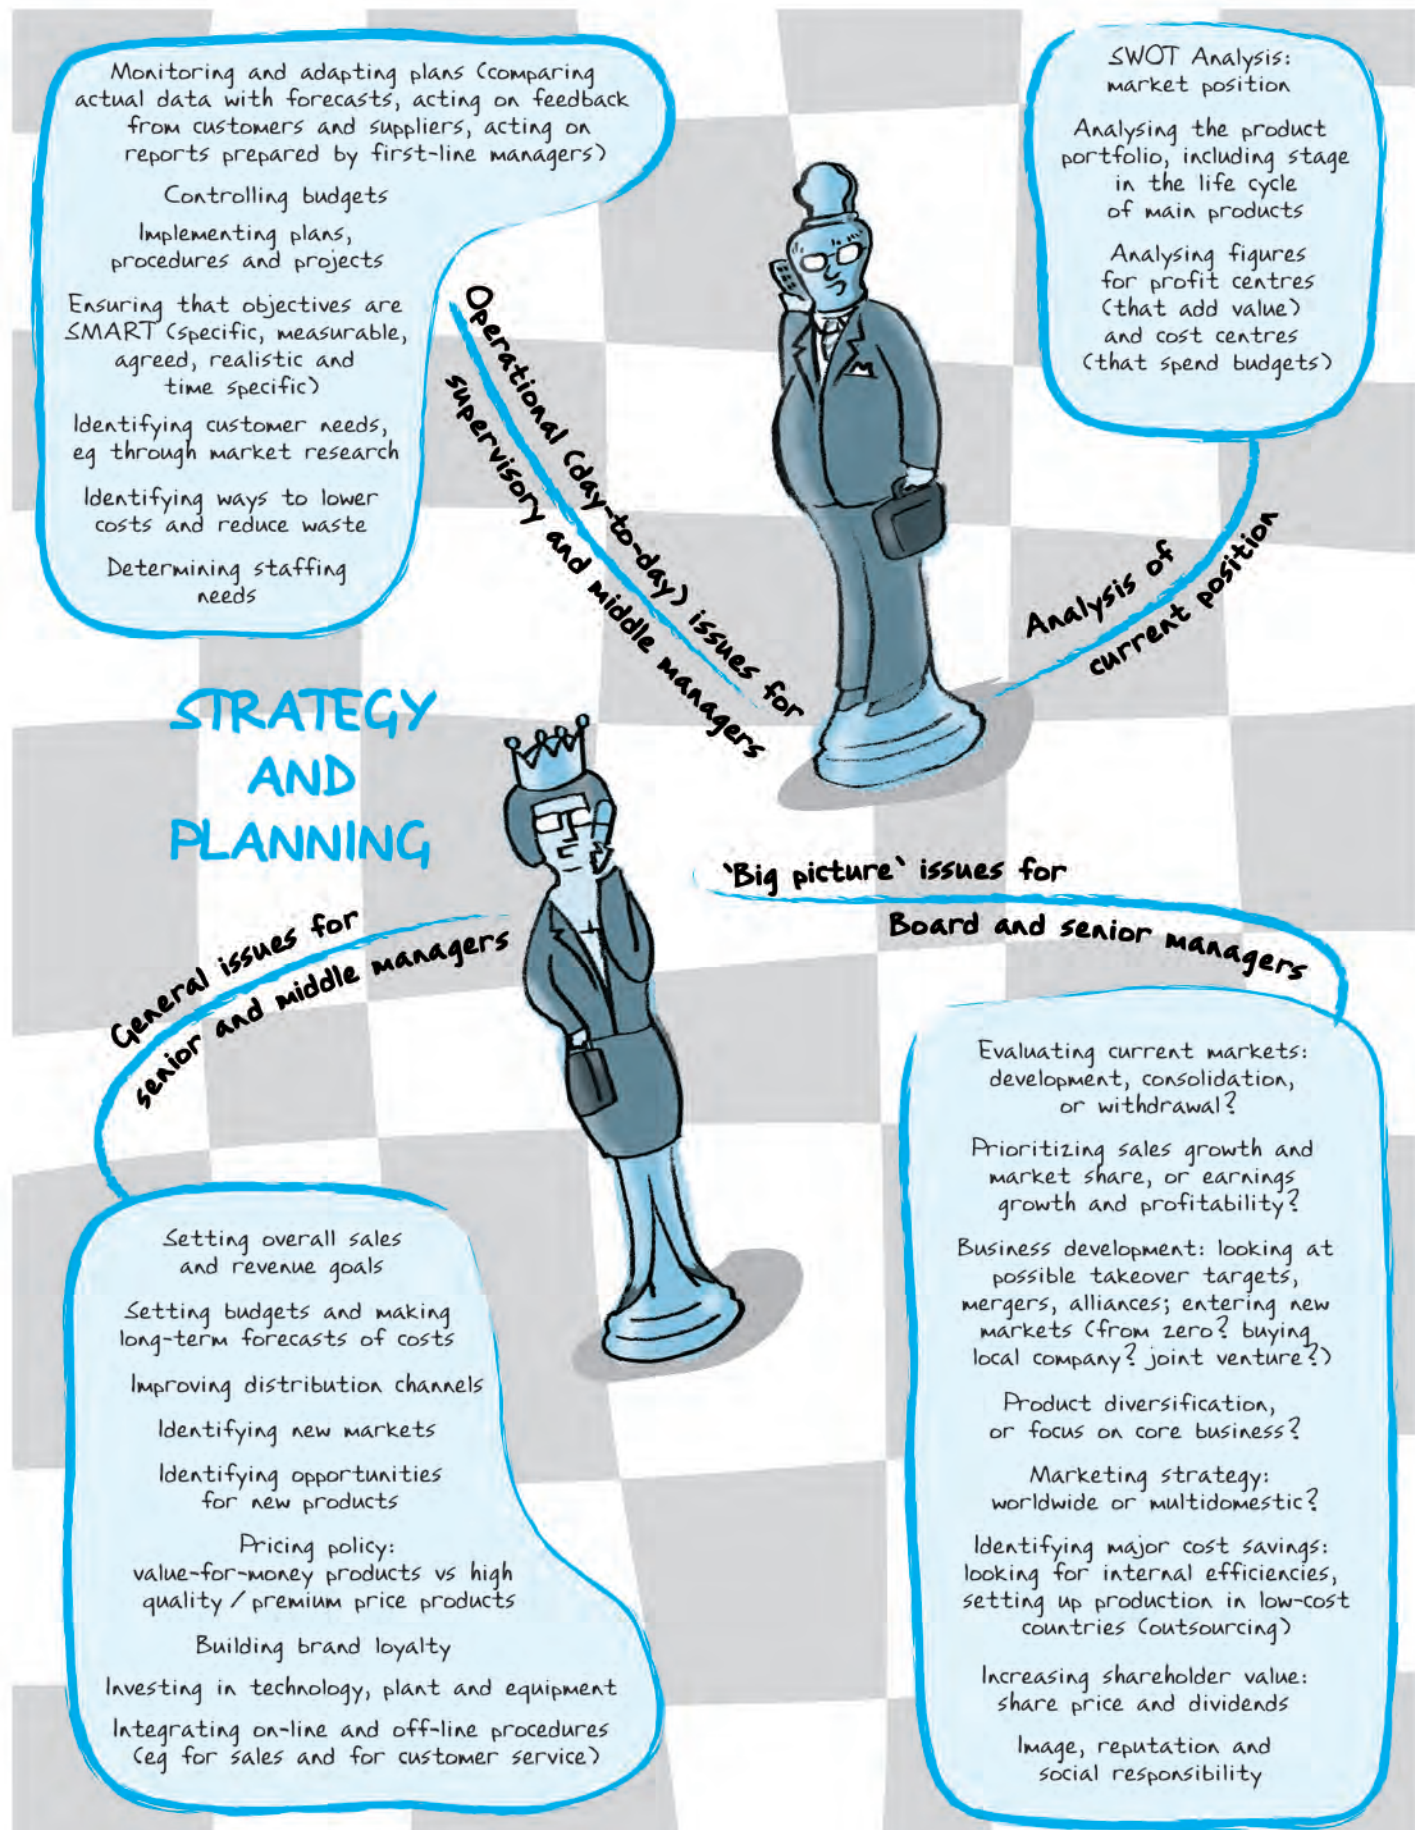 Monitoring and adapting plans (comparing
actual data with forecasts, acting on feedback
from customers and suppliers, acting on
reports prepared by first-line managers)
Controlling budgets
Implementing plans,
procedures and projects
Ensuring that objectives are
SMART (specific, measurable,
agreed, realistic and
time specific)
Identifying customer needs,
eg through market research
Identifying ways to lower
costs and reduce waste
Determining staffing
needs
Operational (day-to-day) issues for
supervisory and middle managers
SWOT Analysis:
market position
Analysing the product
portfolio, including stage
in the life cycle
of main products
Analysing figures
for profit centres
(that add value)
and cost centres
(that spend budgets)
Analysis of
current position
STRATEGY
AND
PLANNING
General issues for
senior and middle managers
Setting overall sales
and revenue goals
Setting budgets and making
long-term forecasts of costs
Improving distribution channels
Identifying new markets
Identifying opportunities
for new products
Pricing policy:
value-for-money products vs high
quality / premium price products
Building brand loyalty
Investing in technology, plant and equipment
Integrating on-line and off-line procedures
(eg for sales and for customer service)
'Big picture' issues for
Board and senior managers
Evaluating current markets:
development, consolidation,
or withdrawal?
Prioritizing sales growth and
market share, or earnings
growth and profitability?
Business development: looking at
possible takeover targets,
mergers, alliances; entering new
markets (from zero? buying
local company? joint venture?)
Product diversification,
or focus on core business?
Marketing strategy:
worldwide or multidomestic?
Identifying major cost savings:
looking for internal efficiencies,
setting up production in low-cost
countries (outsourcing)
Increasing shareholder value:
share price and dividends
Image, reputation and
social responsibility